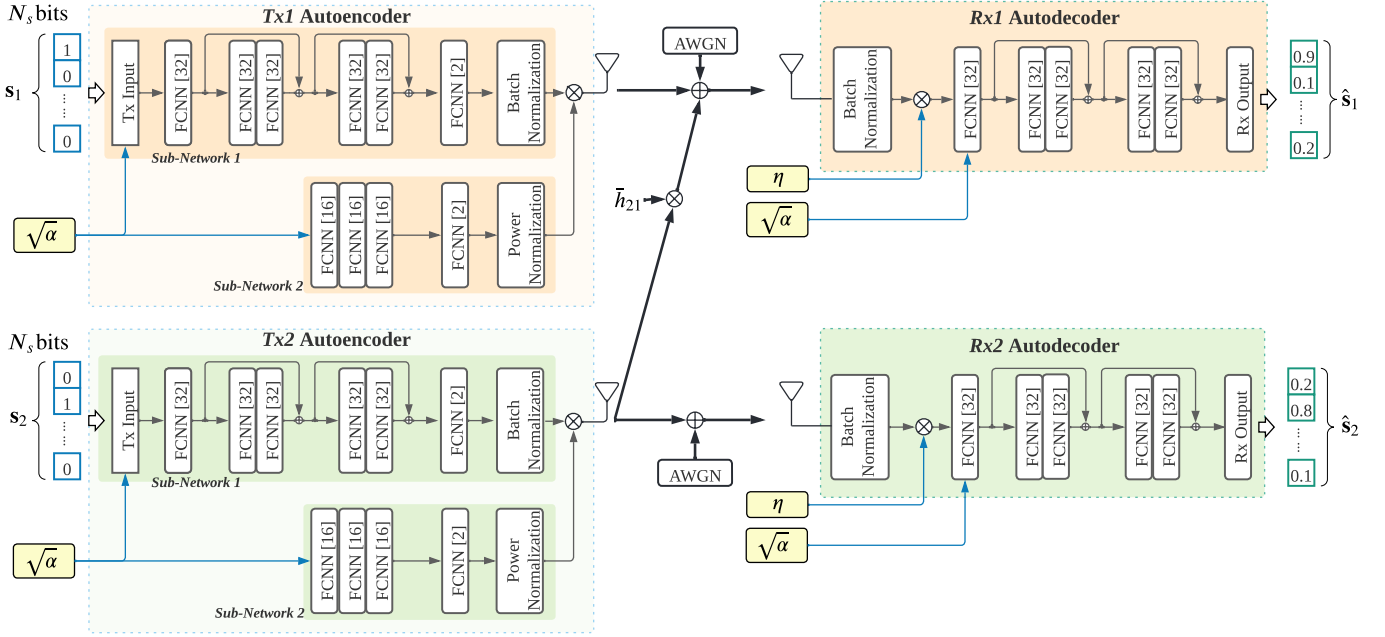 N_s bits
Tx1 Autoencoder
s_1
1
0
......
0
Tx Input
FCNN [32]
FCNN [32]
FCNN [32]
FCNN [32]
FCNN [32]
FCNN [2]
Batch
Normalization
Sub-Network 1
√α
FCNN [16]
FCNN [16]
FCNN [16]
FCNN [2]
Power
Normalization
Sub-Network 2
AWGN
h̄_21
Rx1 Autodecoder
Batch
Normalization
FCNN [32]
FCNN [32]
FCNN [32]
FCNN [32]
FCNN [32]
Rx Output
η
√α
0.9
0.1
......
0.2
ŝ_1
N_s bits
Tx2 Autoencoder
s_2
0
1
......
0
Tx Input
FCNN [32]
FCNN [32]
FCNN [32]
FCNN [32]
FCNN [32]
FCNN [2]
Batch
Normalization
Sub-Network 1
√α
FCNN [16]
FCNN [16]
FCNN [16]
FCNN [2]
Power
Normalization
Sub-Network 2
AWGN
Rx2 Autodecoder
Batch
Normalization
FCNN [32]
FCNN [32]
FCNN [32]
FCNN [32]
FCNN [32]
Rx Output
η
√α
0.2
0.8
......
0.1
ŝ_2